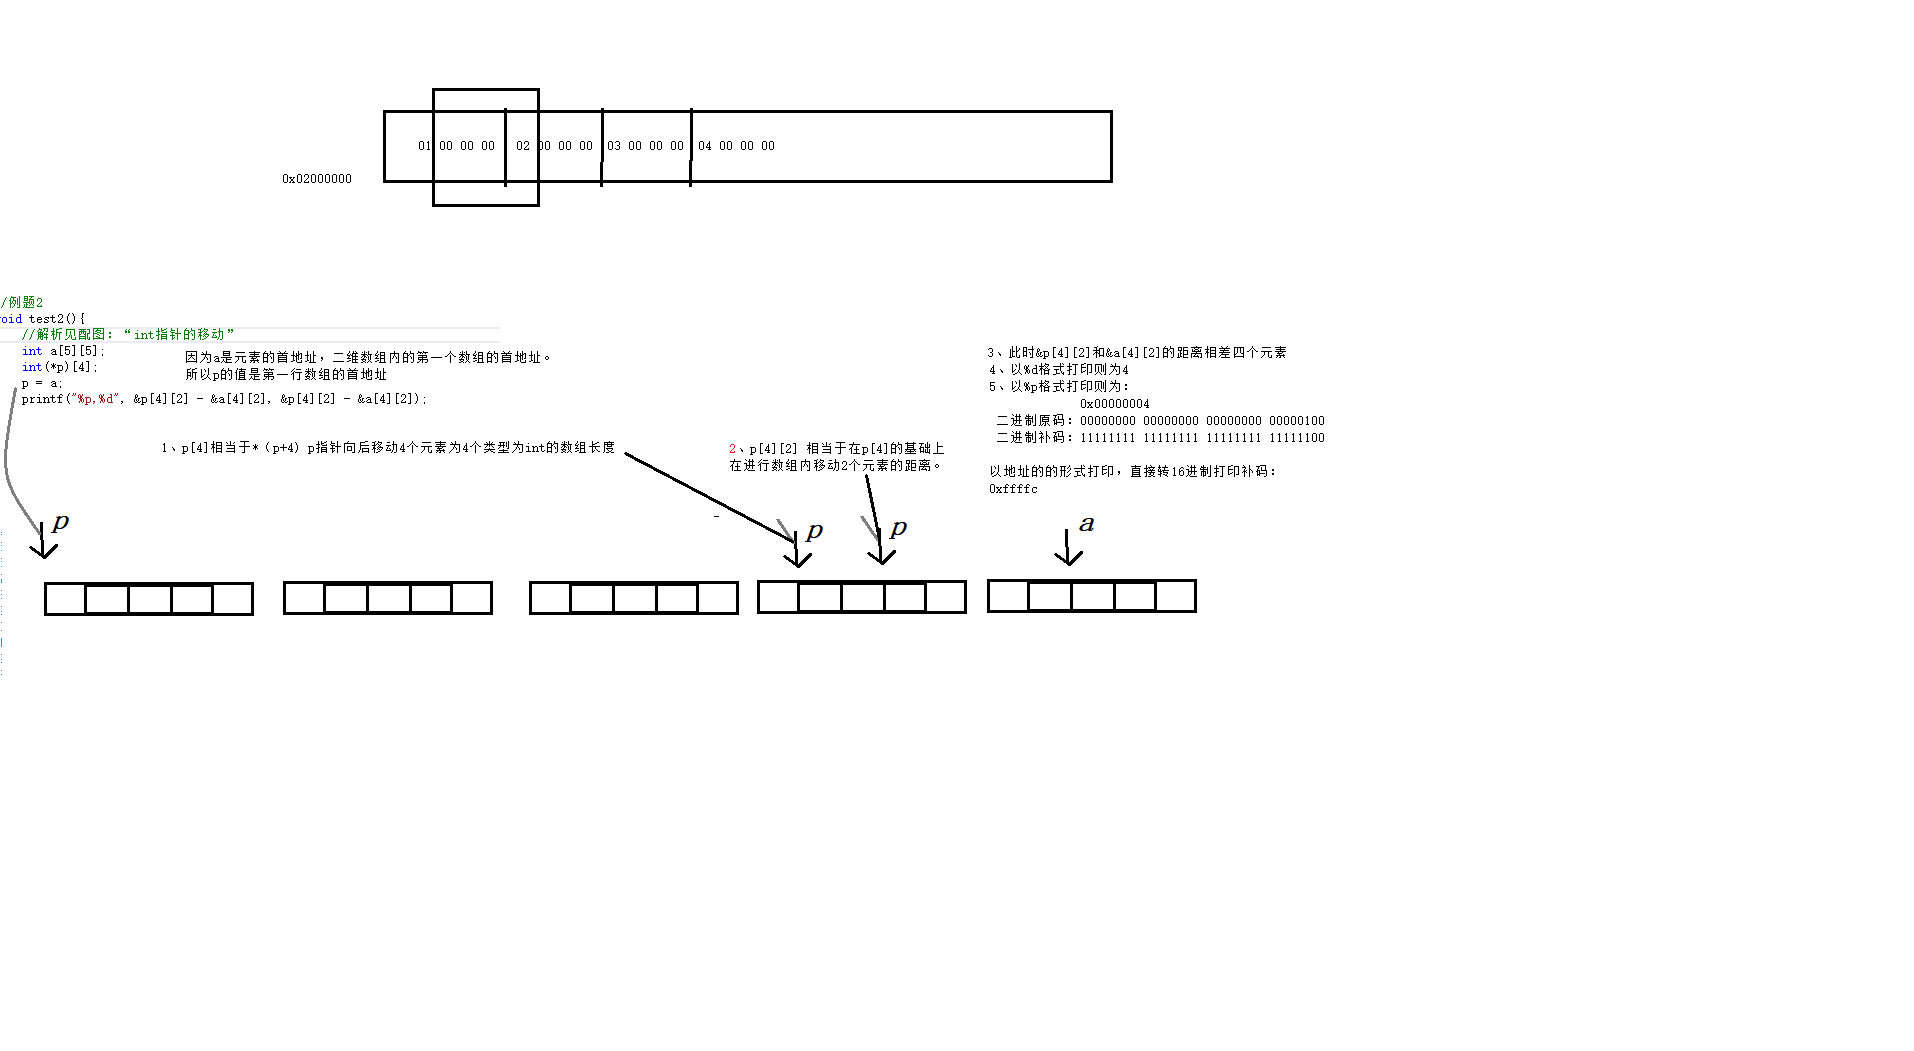 01 00 00 00 02 00 00 00 03 00 00 00 04 00 00 00
0x02000000
/例题2
void test2(){
//解析见配图：“int指针的移动”
int a[5][5];
int(*p)[4];
p = a;
printf("%p,%d", &p[4][2] - &a[4][2], &p[4][2] - &a[4][2]);
因为a是元素的首地址，二维数组内的第一个数组的首地址。
所以p的值是第一行数组的首地址
1、p[4]相当于*（p+4）p指针向后移动4个元素为4个类型为int的数组长度
2、p[4][2] 相当于在p[4]的基础上
在进行数组内移动2个元素的距离。
3、此时&p[4][2]和&a[4][2]的距离相差四个元素
4、以%d格式打印则为4
5、以%p格式打印则为：
0x00000004
二进制原码：00000000 00000000 00000000 00000100
二进制补码：11111111 11111111 11111111 11111100
以地址的的形式打印，直接转16进制打印补码：
0xffffc
p
p
p
a